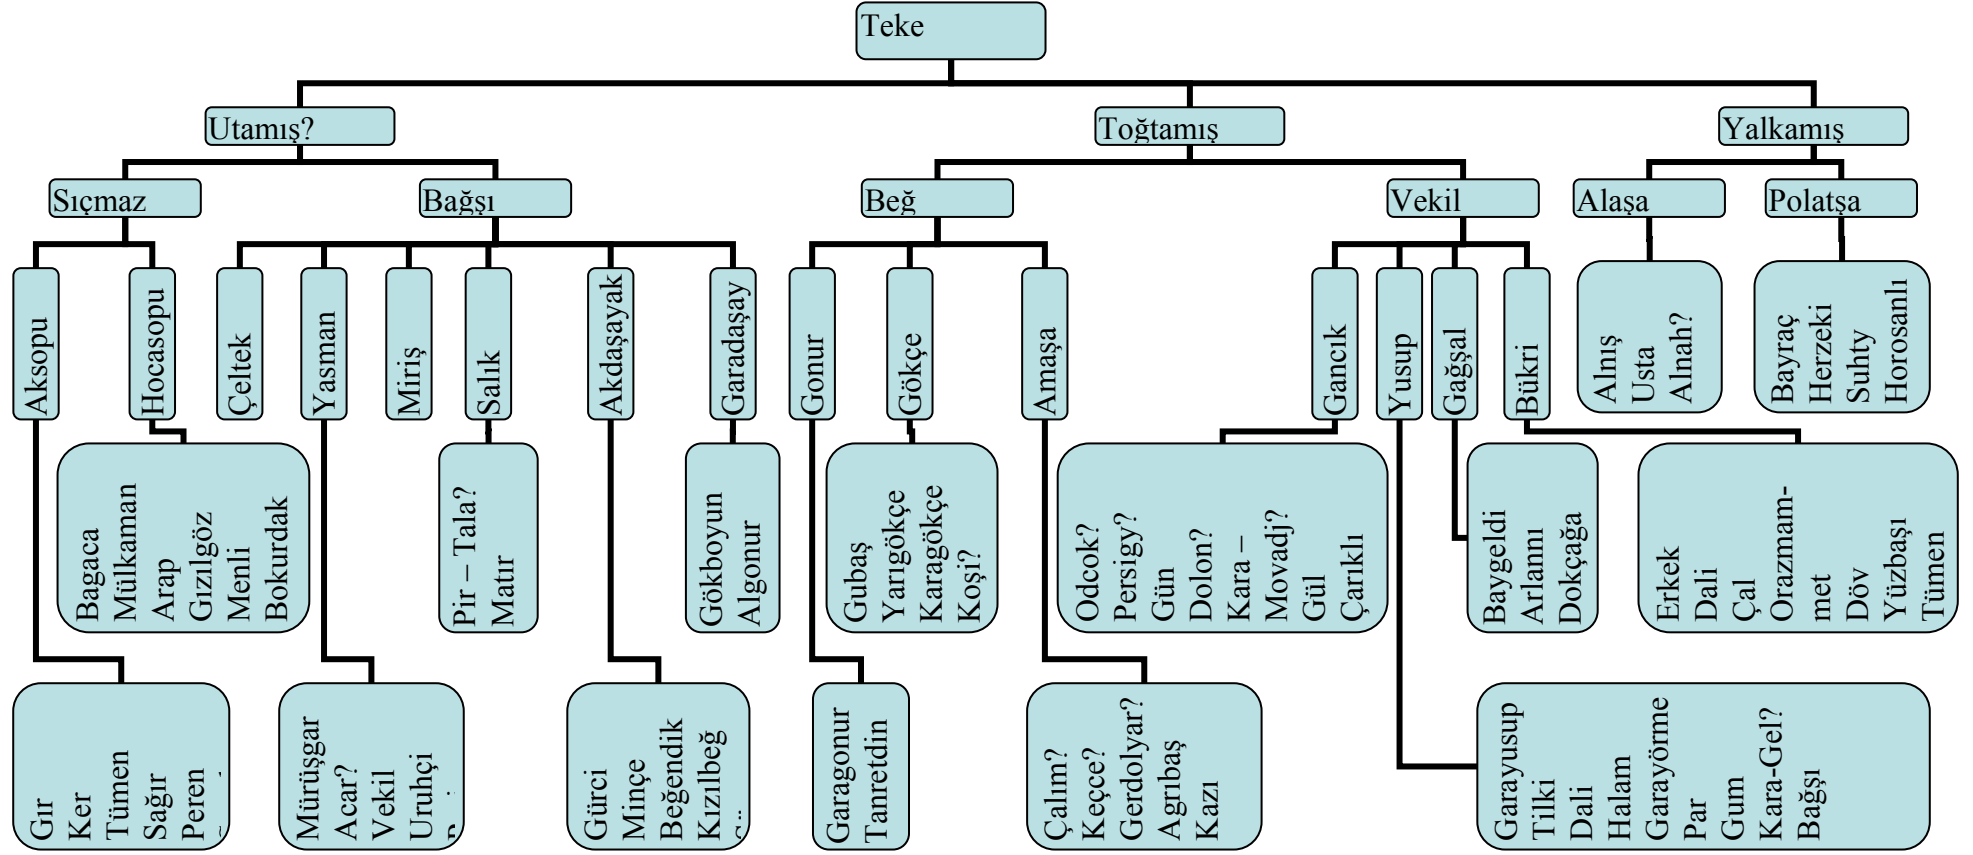 Teke
Utamış?
Toğtamış
Yalkamış
Sıçmaz
Bağşı
Beğ
Vekil
Alaşa
Polatşa
Aksopu
Hocasopu
Çeltek
Yasman
Miriş
Salık
Akdaşayak
Garadaşay
Gonur
Gökçe
Amaşa
Gancık
Yusup
Gağşal
Bükri
Alnış
Usta
Alnah?
Bayraç
Herzeki
Suhty
Horosanlı
Bagaca
Mülkaman
Arap
Gızılgöz
Menli
Bokurdak
Pir – Tala?
Matır
Gökboyun
Algonur
Gubaş
Yarıgökçe
Karagökçe
Koşi?
Odcok?
Persigy?
Gün
Dolon?
Kara –
Movadj?
Gül
Çarıklı
Baygeldi
Arlannı
Dokçağa
Erkek
Dali
Çal
Orazmam-
met
Döv
Yüzbaşı
Tümen
Gır
Ker
Tümen
Sağır
Peren
Mürüşgar
Acar?
Vekil
Uruhçi
Gürci
Minçe
Beğendik
Kızılbeğ
Garagonur
Tanretdin
Çalım?
Keççe?
Gerdolyar?
Agrıbaş
Kazı
Garayusup
Tilki
Dali
Halam
Garayörme
Par
Gum
Kara-Gel?
Bağşı